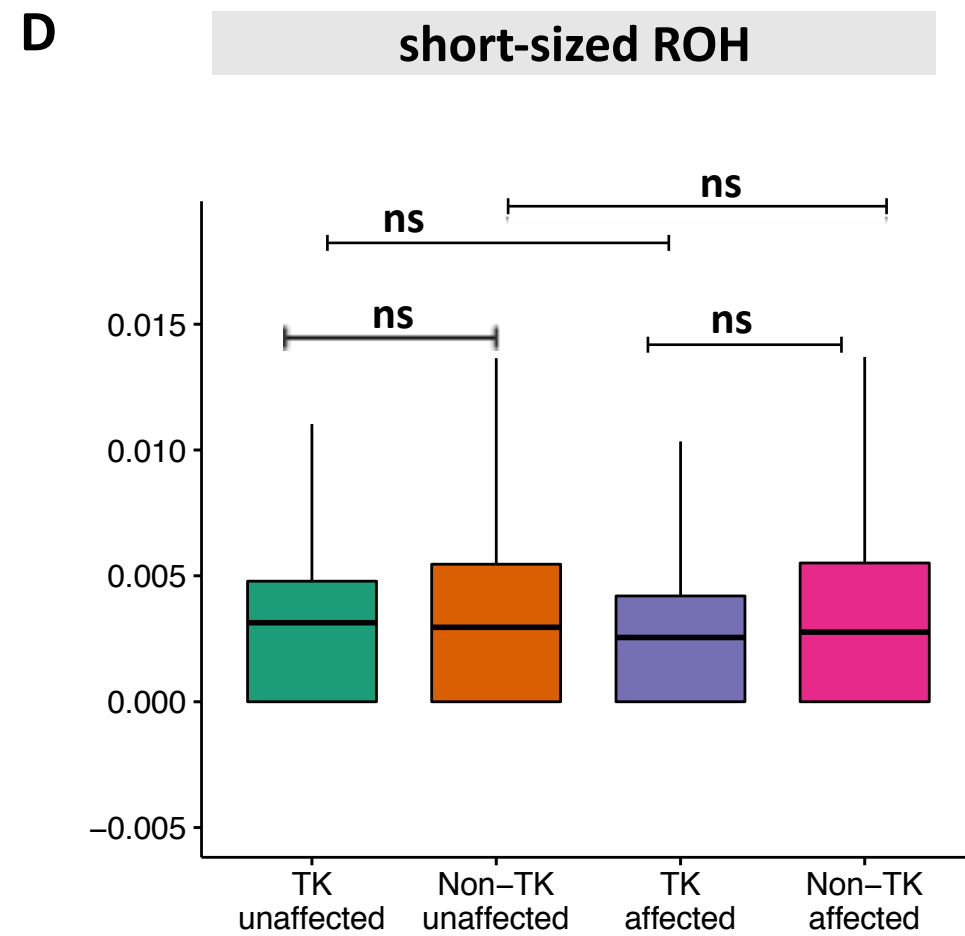 D
short-sized ROH
ns
ns
ns
ns
0.015
0.010
0.005
0.000
−0.005
TK
unaffected
Non−TK
unaffected
TK
affected
Non−TK
affected